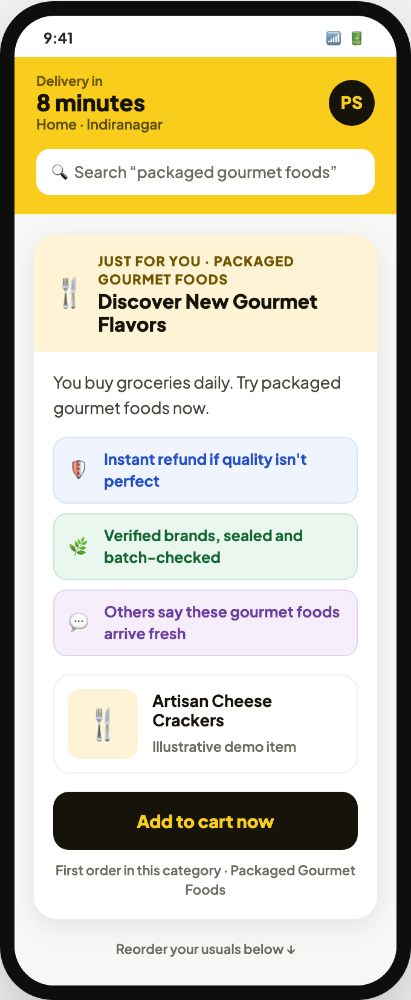 9:41
Delivery in
8 minutes
Home · Indiranagar
PS
Search “packaged gourmet foods”
JUST FOR YOU · PACKAGED
GOURMET FOODS
Discover New Gourmet
Flavors
You buy groceries daily. Try packaged
gourmet foods now.
Instant refund if quality isn't
perfect
Verified brands, sealed and
batch-checked
Others say these gourmet foods
arrive fresh
Artisan Cheese
Crackers
Illustrative demo item
Add to cart now
First order in this category · Packaged Gourmet
Foods
Reorder your usuals below ↓